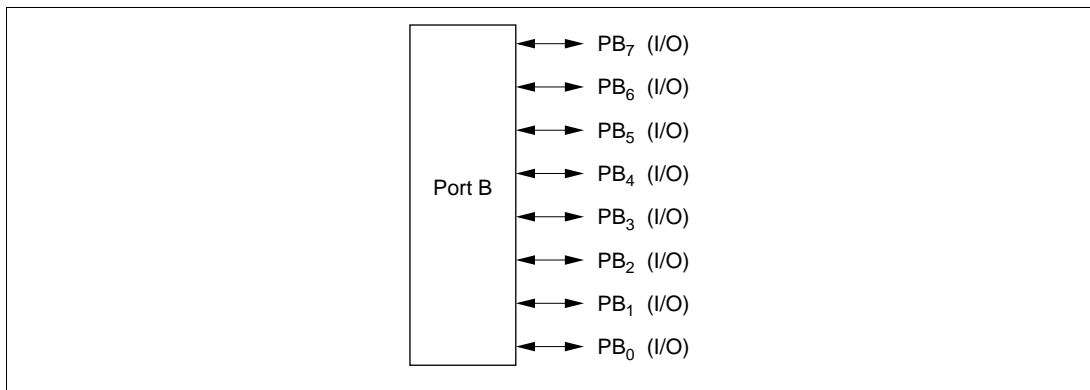 PB₇ (I/O)
PB₆ (I/O)
PB₅ (I/O)
PB₄ (I/O)
Port B
PB₃ (I/O)
PB₂ (I/O)
PB₁ (I/O)
PB₀ (I/O)